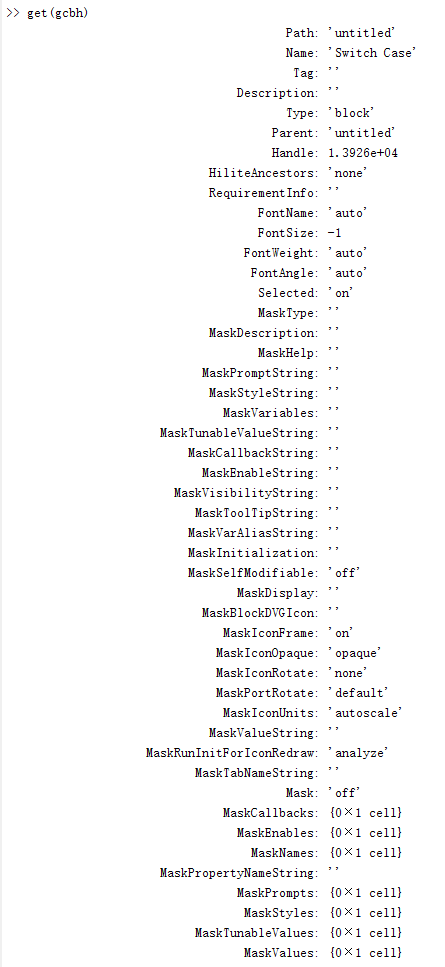 >> get(gcbh)
Path: 'untitled'
Name: 'Switch Case'
Tag: ''
Description: ''
Type: 'block'
Parent: 'untitled'
Handle: 1.3926e+04
HiliteAncestors: 'none'
RequirementInfo: ''
FontName: 'auto'
FontSize: -1
FontWeight: 'auto'
FontAngle: 'auto'
Selected: 'on'
MaskType: ''
MaskDescription: ''
MaskHelp: ''
MaskPromptString: ''
MaskStyleString: ''
MaskVariables: ''
MaskTunableValueString: ''
MaskCallbackString: ''
MaskEnableString: ''
MaskVisibilityString: ''
MaskToolTipString: ''
MaskVarAliasString: ''
MaskInitialization: ''
MaskSelfModifiable: 'off'
MaskDisplay: ''
MaskBlockDVGIcon: ''
MaskIconFrame: 'on'
MaskIconOpaque: 'opaque'
MaskIconRotate: 'none'
MaskPortRotate: 'default'
MaskIconUnits: 'autoscale'
MaskValueString: ''
MaskRunInitForIconRedraw: 'analyze'
MaskTabNameString: ''
Mask: 'off'
MaskCallbacks: {0×1 cell}
MaskEnables: {0×1 cell}
MaskNames: {0×1 cell}
MaskPropertyNameString: ''
MaskPrompts: {0×1 cell}
MaskStyles: {0×1 cell}
MaskTunableValues: {0×1 cell}
MaskValues: {0×1 cell}